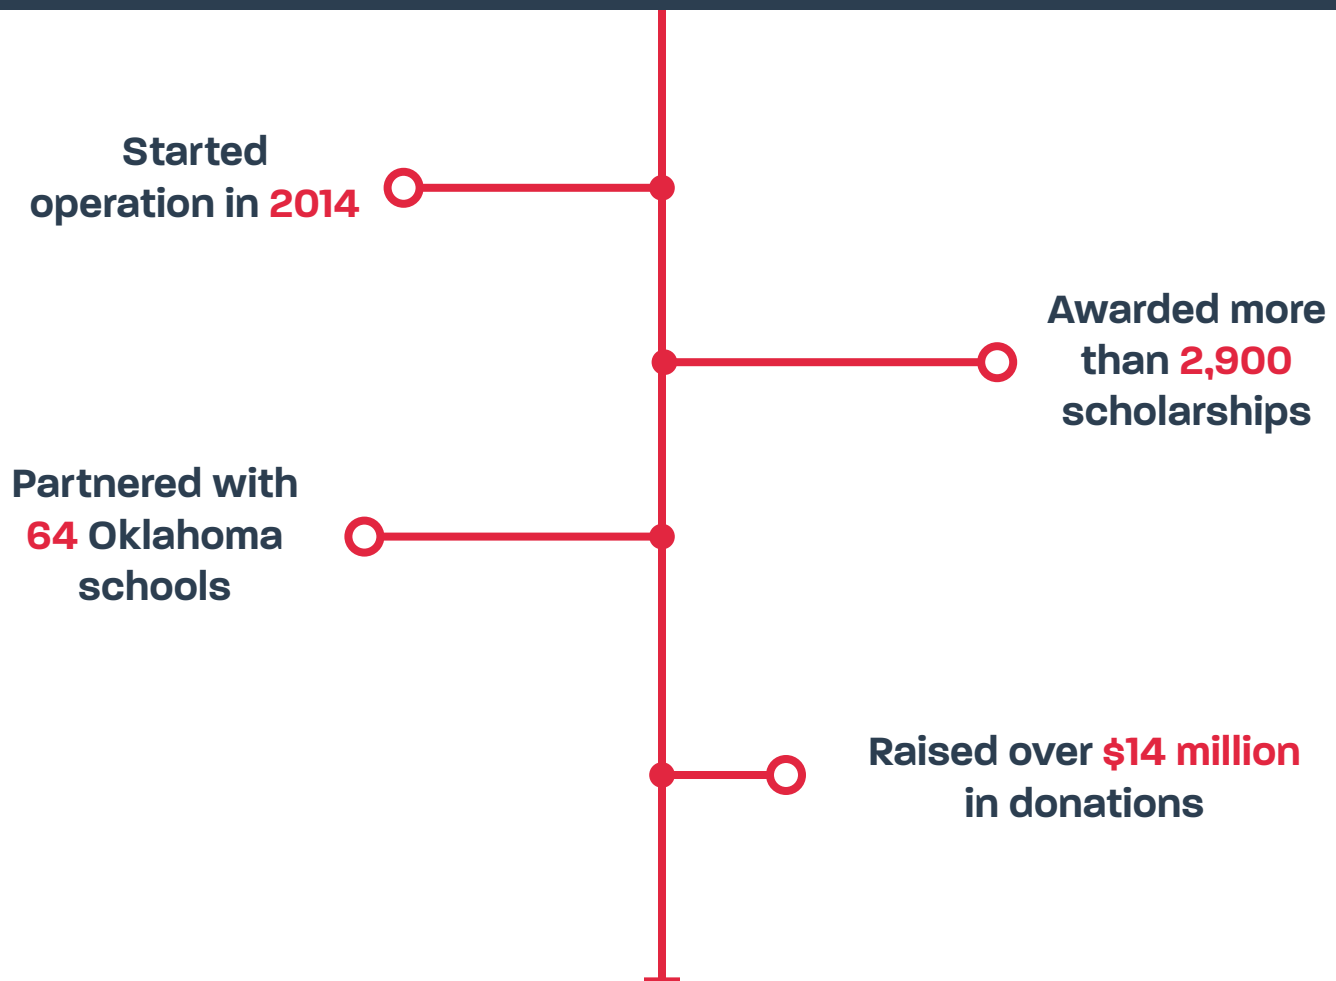 Started
operation in 2014
Awarded more
than 2,900
scholarships
Partnered with
64 Oklahoma
schools
Raised over $14 million
in donations